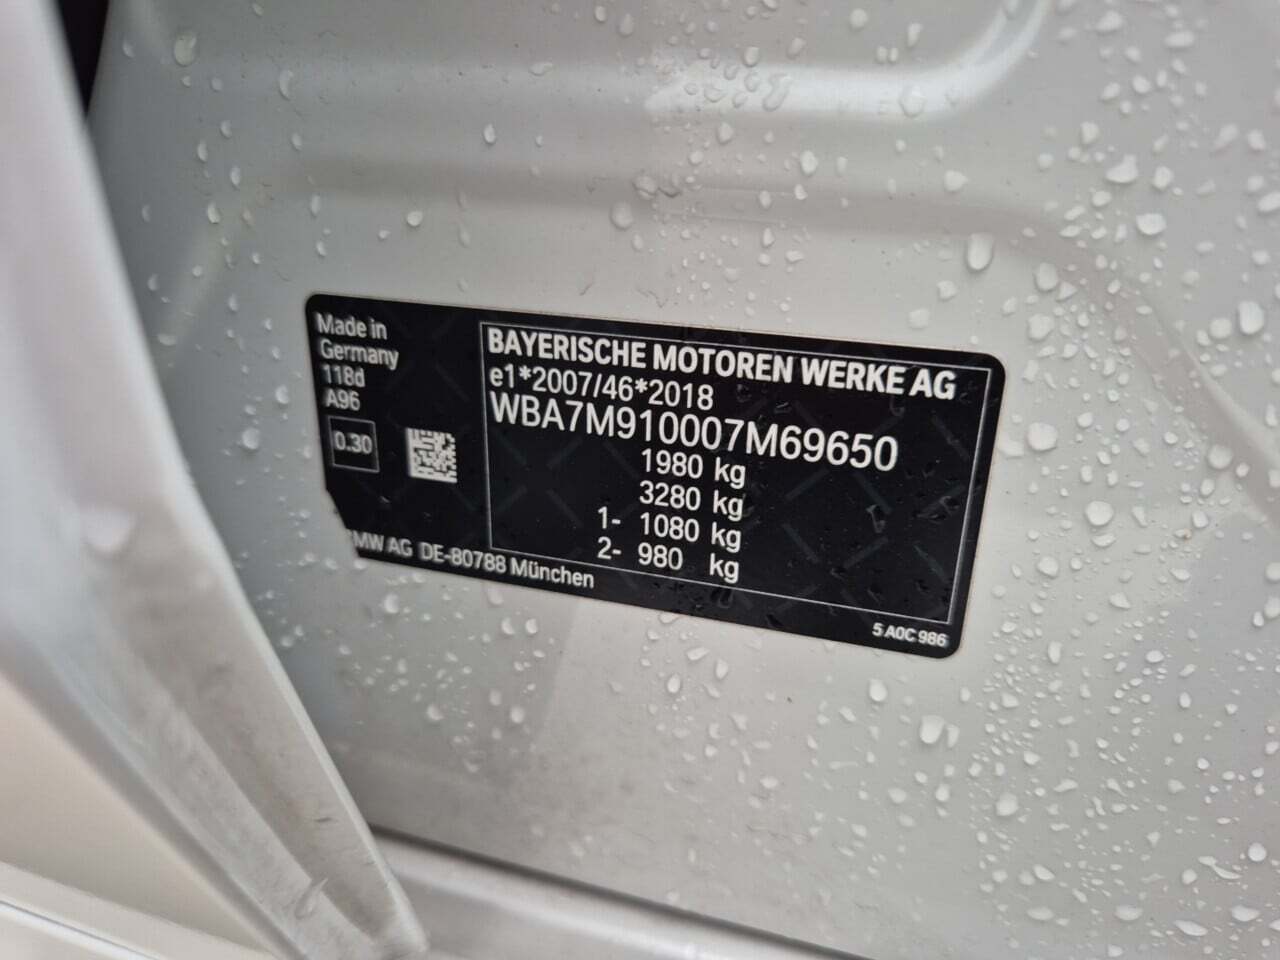 Made in
Germany
118d
A96
0.30
BAYERISCHE MOTOREN WERKE AG
e1*2007/46*2018
WBA7M910007M69650
1980 kg
3280 kg
1- 1080 kg
2- 980 kg
MW AG DE-80788 München
5 A0C 986